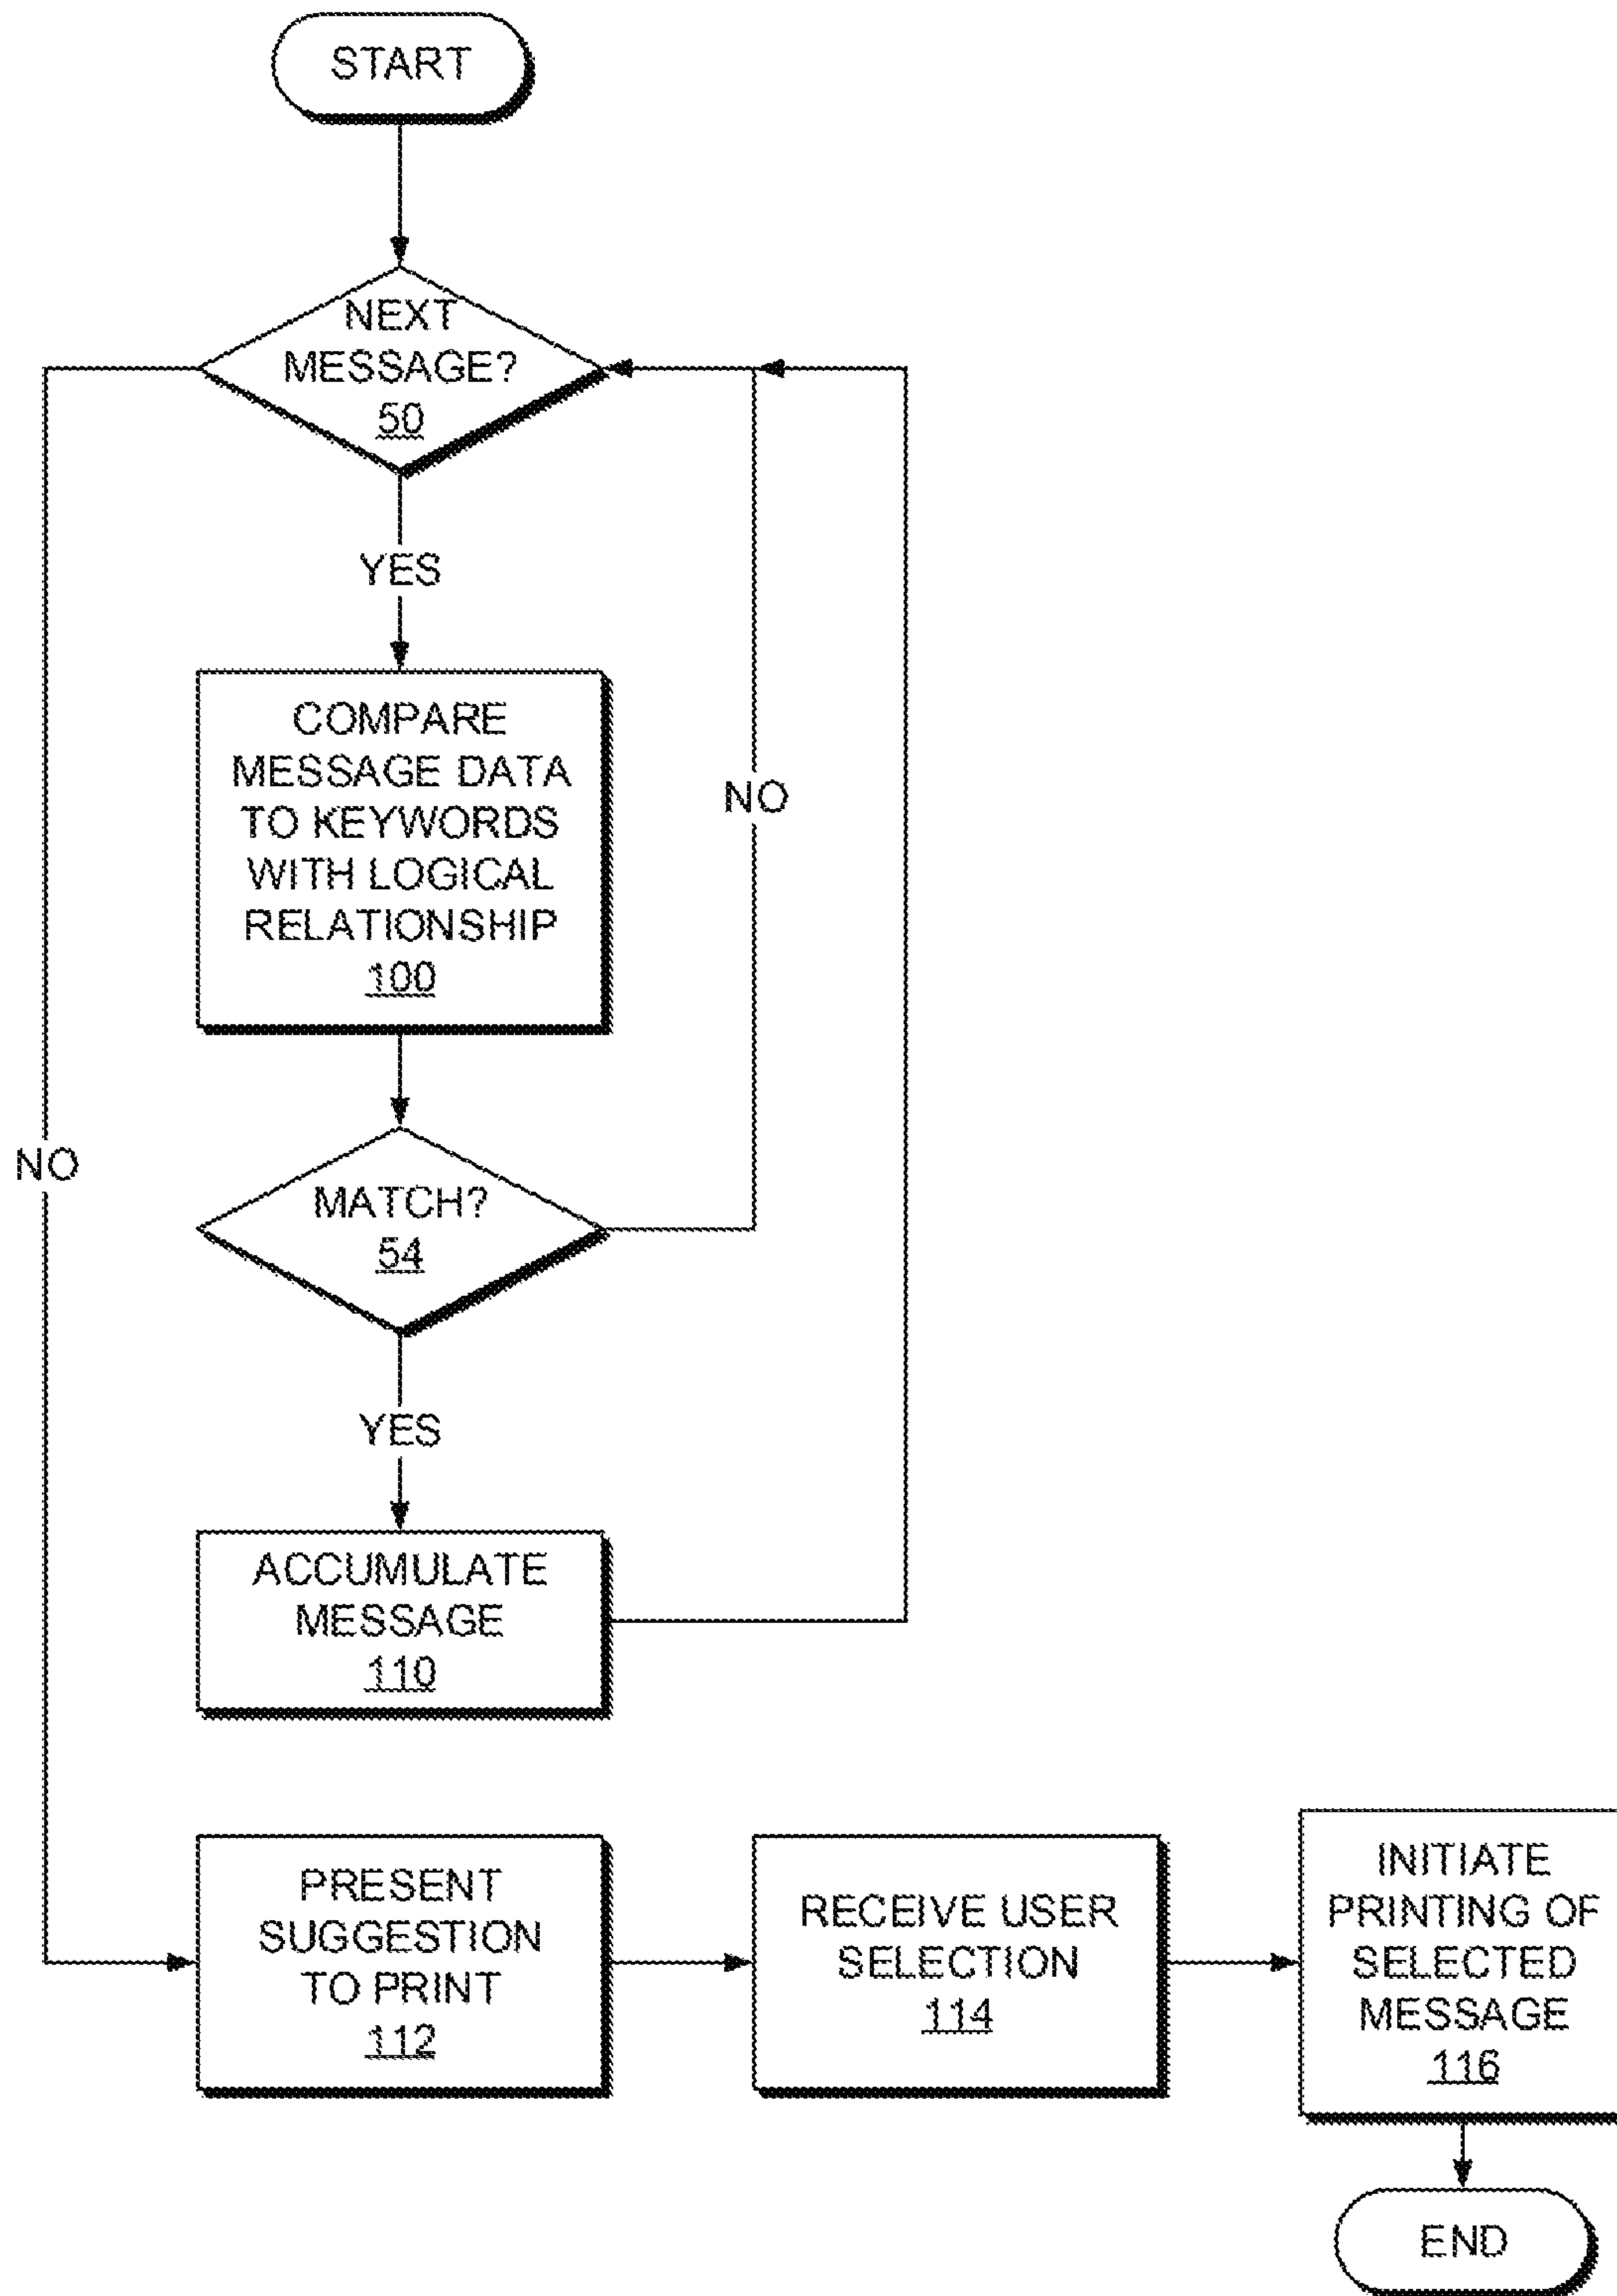 START
NEXT
MESSAGE?
50
YES
COMPARE
MESSAGE DATA
TO KEYWORDS
WITH LOGICAL
RELATIONSHIP
100
NO
NO
MATCH?
54
YES
ACCUMULATE
MESSAGE
110
PRESENT
SUGGESTION
TO PRINT
112
RECEIVE USER
SELECTION
114
INITIATE
PRINTING OF
SELECTED
MESSAGE
116
END